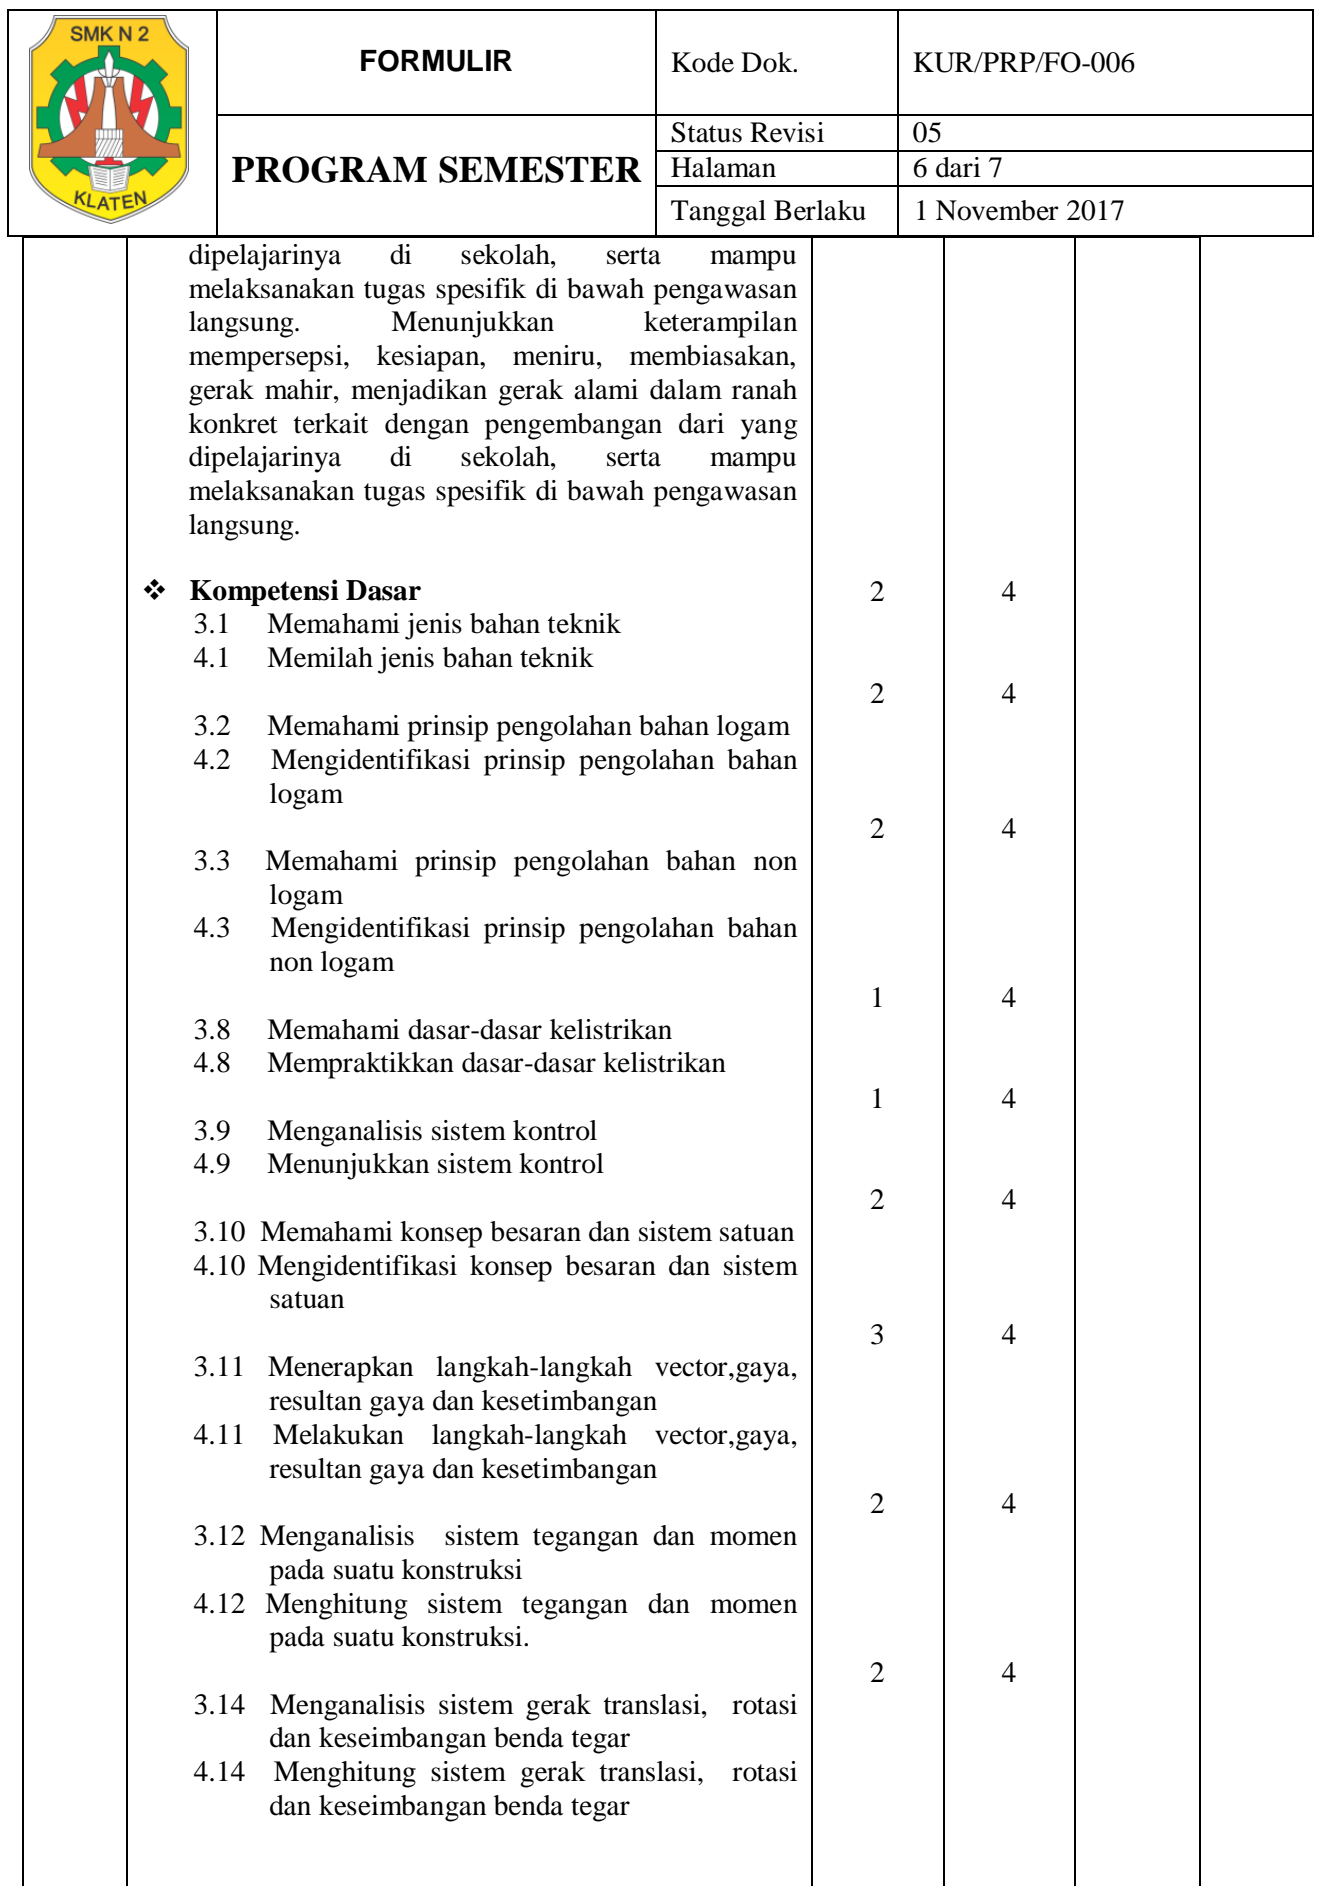 SMK N 2
KLATEN
FORMULIR
Kode Dok.
KUR/PRP/FO-006
PROGRAM SEMESTER
Status Revisi
05
Halaman
6 dari 7
Tanggal Berlaku
1 November 2017
dipelajarinya di sekolah, serta mampu
melaksanakan tugas spesifik di bawah pengawasan
langsung. Menunjukkan keterampilan
mempersepsi, kesiapan, meniru, membiasakan,
gerak mahir, menjadikan gerak alami dalam ranah
konkret terkait dengan pengembangan dari yang
dipelajarinya di sekolah, serta mampu
melaksanakan tugas spesifik di bawah pengawasan
langsung.
❖ Kompetensi Dasar 2 4
3.1 Memahami jenis bahan teknik
4.1 Memilah jenis bahan teknik
2 4
3.2 Memahami prinsip pengolahan bahan logam
4.2 Mengidentifikasi prinsip pengolahan bahan
logam
2 4
3.3 Memahami prinsip pengolahan bahan non
logam
4.3 Mengidentifikasi prinsip pengolahan bahan
non logam
1 4
3.8 Memahami dasar-dasar kelistrikan
4.8 Mempraktikkan dasar-dasar kelistrikan
1 4
3.9 Menganalisis sistem kontrol
4.9 Menunjukkan sistem kontrol
2 4
3.10 Memahami konsep besaran dan sistem satuan
4.10 Mengidentifikasi konsep besaran dan sistem
satuan
3 4
3.11 Menerapkan langkah-langkah vector,gaya,
resultan gaya dan kesetimbangan
4.11 Melakukan langkah-langkah vector,gaya,
resultan gaya dan kesetimbangan
2 4
3.12 Menganalisis sistem tegangan dan momen
pada suatu konstruksi
4.12 Menghitung sistem tegangan dan momen
pada suatu konstruksi.
2 4
3.14 Menganalisis sistem gerak translasi, rotasi
dan keseimbangan benda tegar
4.14 Menghitung sistem gerak translasi, rotasi
dan keseimbangan benda tegar